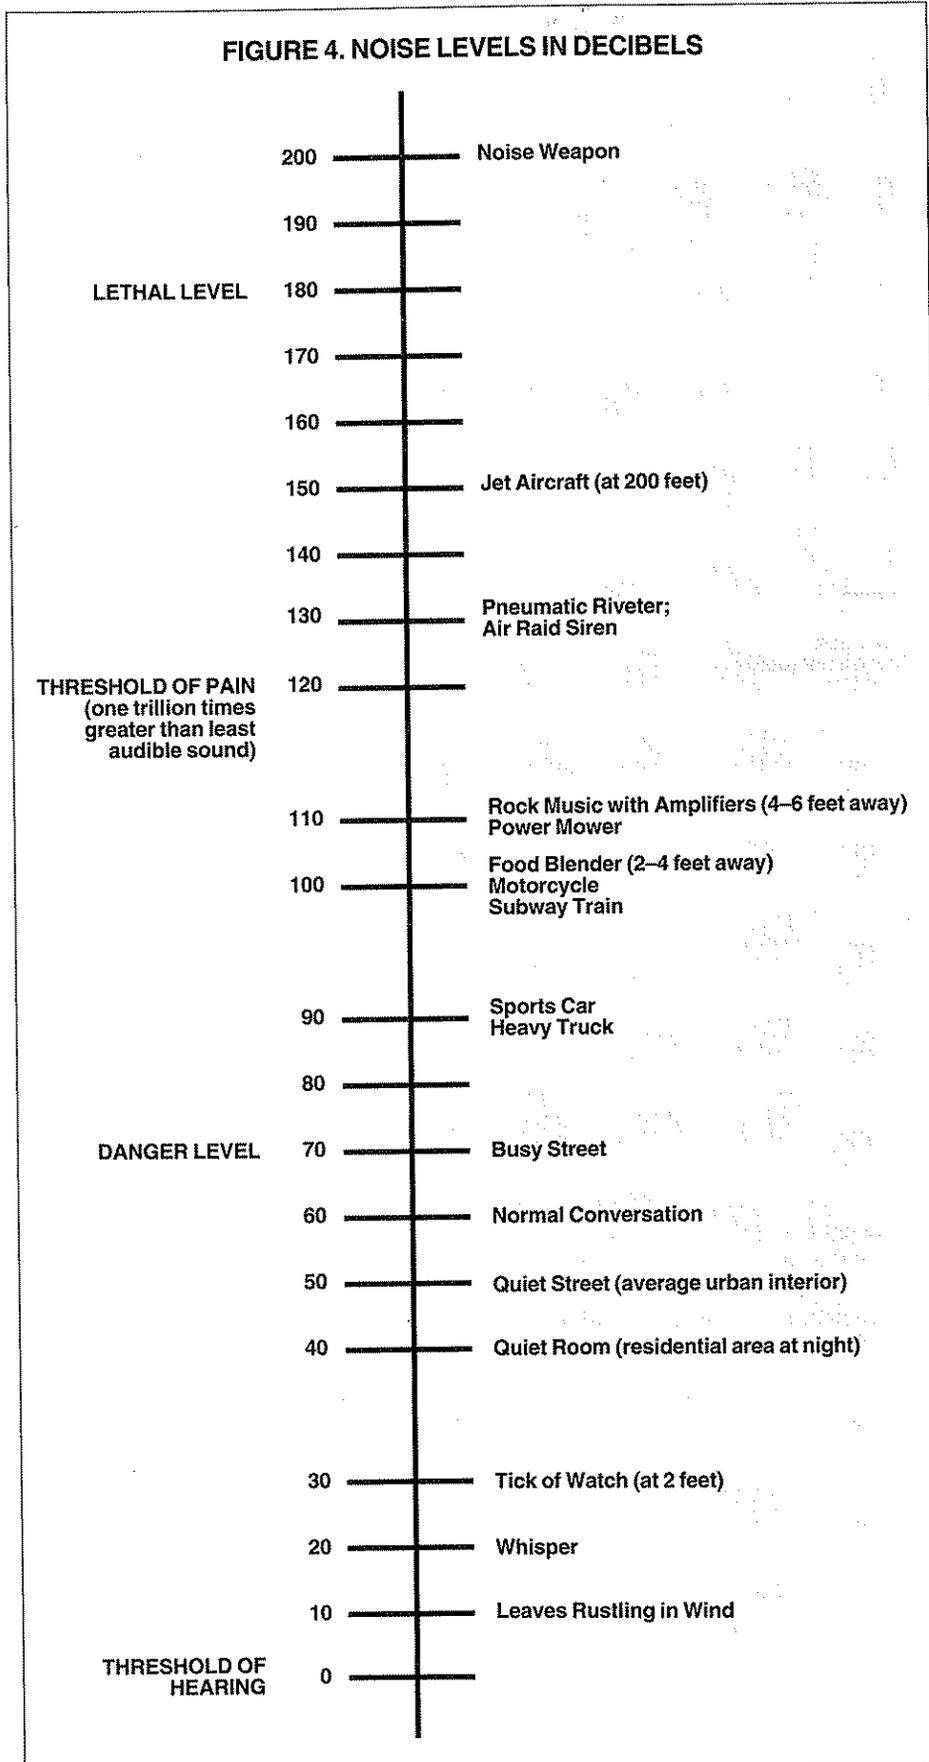 FIGURE 4. NOISE LEVELS IN DECIBELS
200 Noise Weapon
190
LETHAL LEVEL 180
170
160
150 Jet Aircraft (at 200 feet)
140
130 Pneumatic Riveter;
Air Raid Siren
THRESHOLD OF PAIN 120
(one trillion times
greater than least
audible sound)
110 Rock Music with Amplifiers (4–6 feet away)
Power Mower
Food Blender (2–4 feet away)
100 Motorcycle
Subway Train
90 Sports Car
Heavy Truck
80
DANGER LEVEL 70 Busy Street
60 Normal Conversation
50 Quiet Street (average urban interior)
40 Quiet Room (residential area at night)
30 Tick of Watch (at 2 feet)
20 Whisper
10 Leaves Rustling in Wind
THRESHOLD OF 0
HEARING